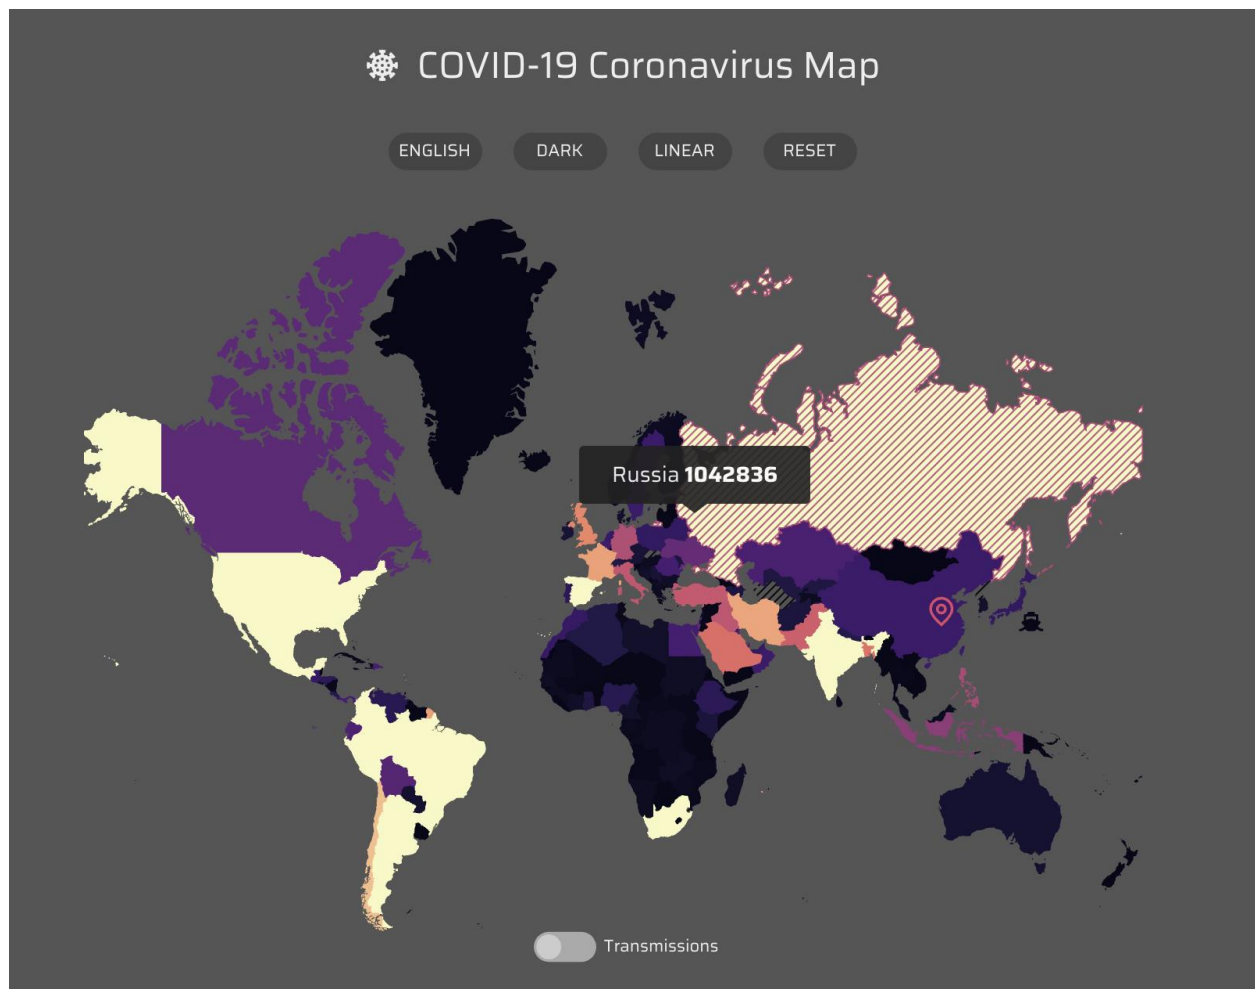 COVID-19 Coronavirus Map
ENGLISH DARK LINEAR RESET
Russia 1042836
Transmissions